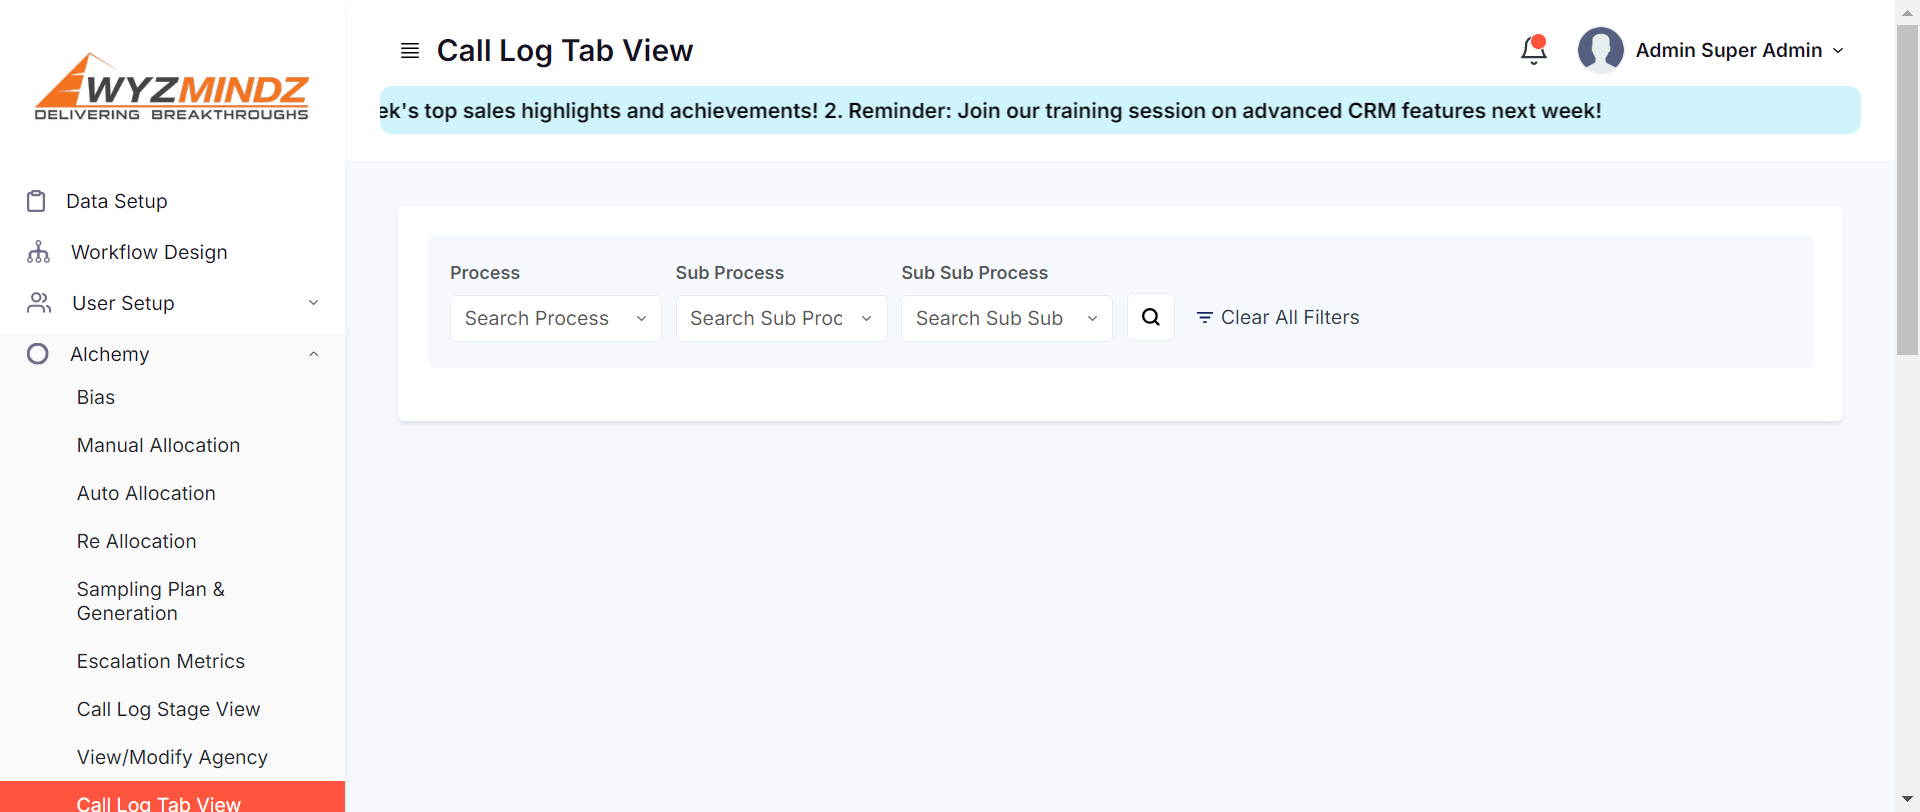 WYZMINDZ
DELIVERING BREAKTHROUGHS
Data Setup
Workflow Design
User Setup
Alchemy
Bias
Manual Allocation
Auto Allocation
Re Allocation
Sampling Plan &
Generation
Escalation Metrics
Call Log Stage View
View/Modify Agency
Call Log Tab View
Call Log Tab View
Admin Super Admin
ek's top sales highlights and achievements! 2. Reminder: Join our training session on advanced CRM features next week!
Process
Sub Process
Sub Sub Process
Search Process
Search Sub Proc
Search Sub Sub
Clear All Filters